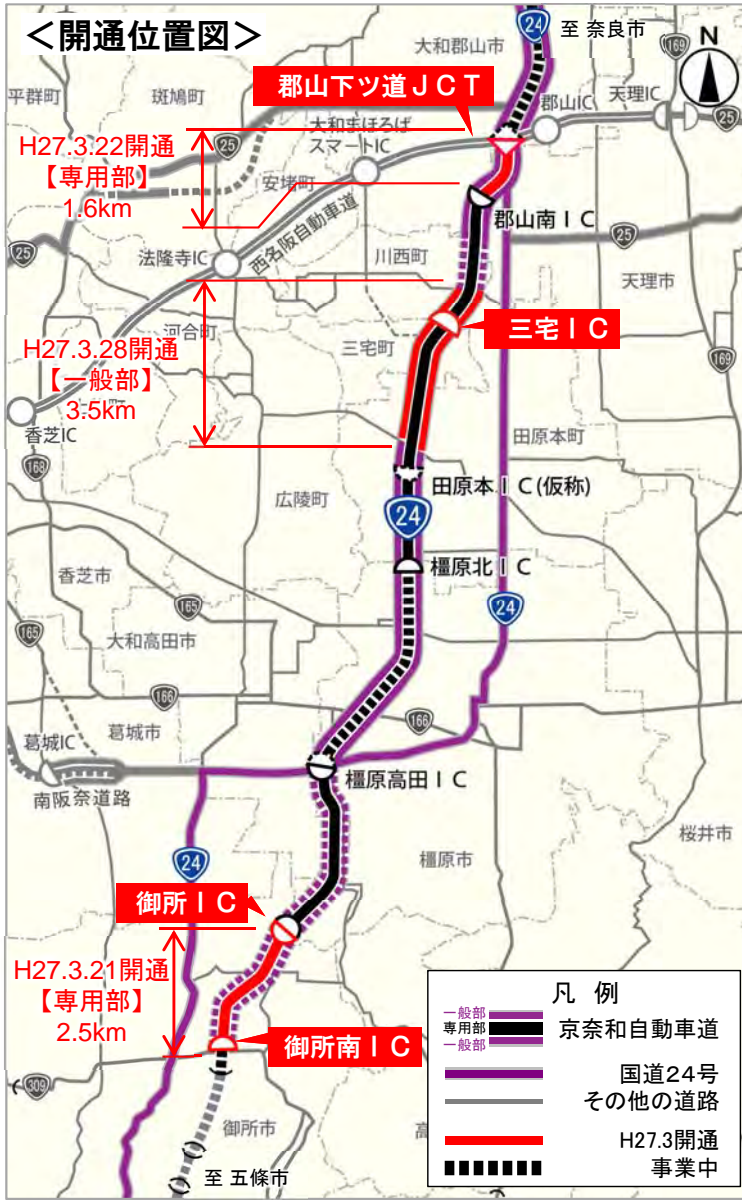 ＜開通位置図＞
24
至 奈良市
169
N
大和郡山市
平群町
斑鳩町
郡山下ツ道ＪＣＴ
天理IC
郡山IC
25
大和まほろば
スマートIC
H27.3.22開通
【専用部】
1.6km
25
安堵町
西名阪自動車道
郡山南ＩＣ
25
25
法隆寺IC
川西町
天理市
河合町
三宅町
三宅ＩＣ
H27.3.28開通
【一般部】
3.5km
169
香芝IC
田原本町
168
田原本ＩＣ(仮称)
広陵町
24
橿原北ＩＣ
香芝市
165
24
165
大和高田市
166
166
葛城IC
葛城市
橿原高田ＩＣ
南阪奈道路
桜井市
24
橿原市
御所ＩＣ
H27.3.21開通
【専用部】
2.5km
御所南ＩＣ
309
御所市
至 五條市
凡 例
一般部
専用部
一般部
京奈和自動車道
国道24号
その他の道路
H27.3開通
事業中